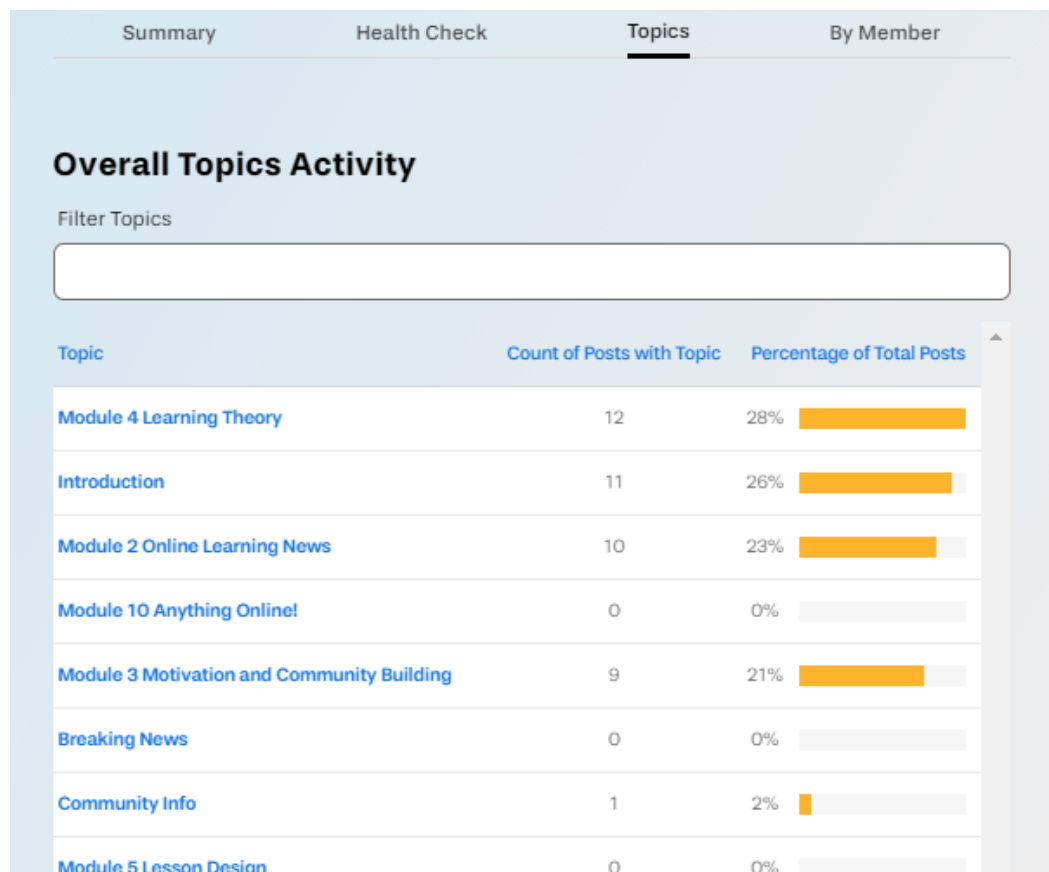 Summary Health Check Topics By Member
Overall Topics Activity
Filter Topics
Topic Count of Posts with Topic Percentage of Total Posts
Module 4 Learning Theory 12 28%
Introduction 11 26%
Module 2 Online Learning News 10 23%
Module 10 Anything Online! 0 0%
Module 3 Motivation and Community Building 9 21%
Breaking News 0 0%
Community Info 1 2%
Module 5 Lesson Design 0 0%